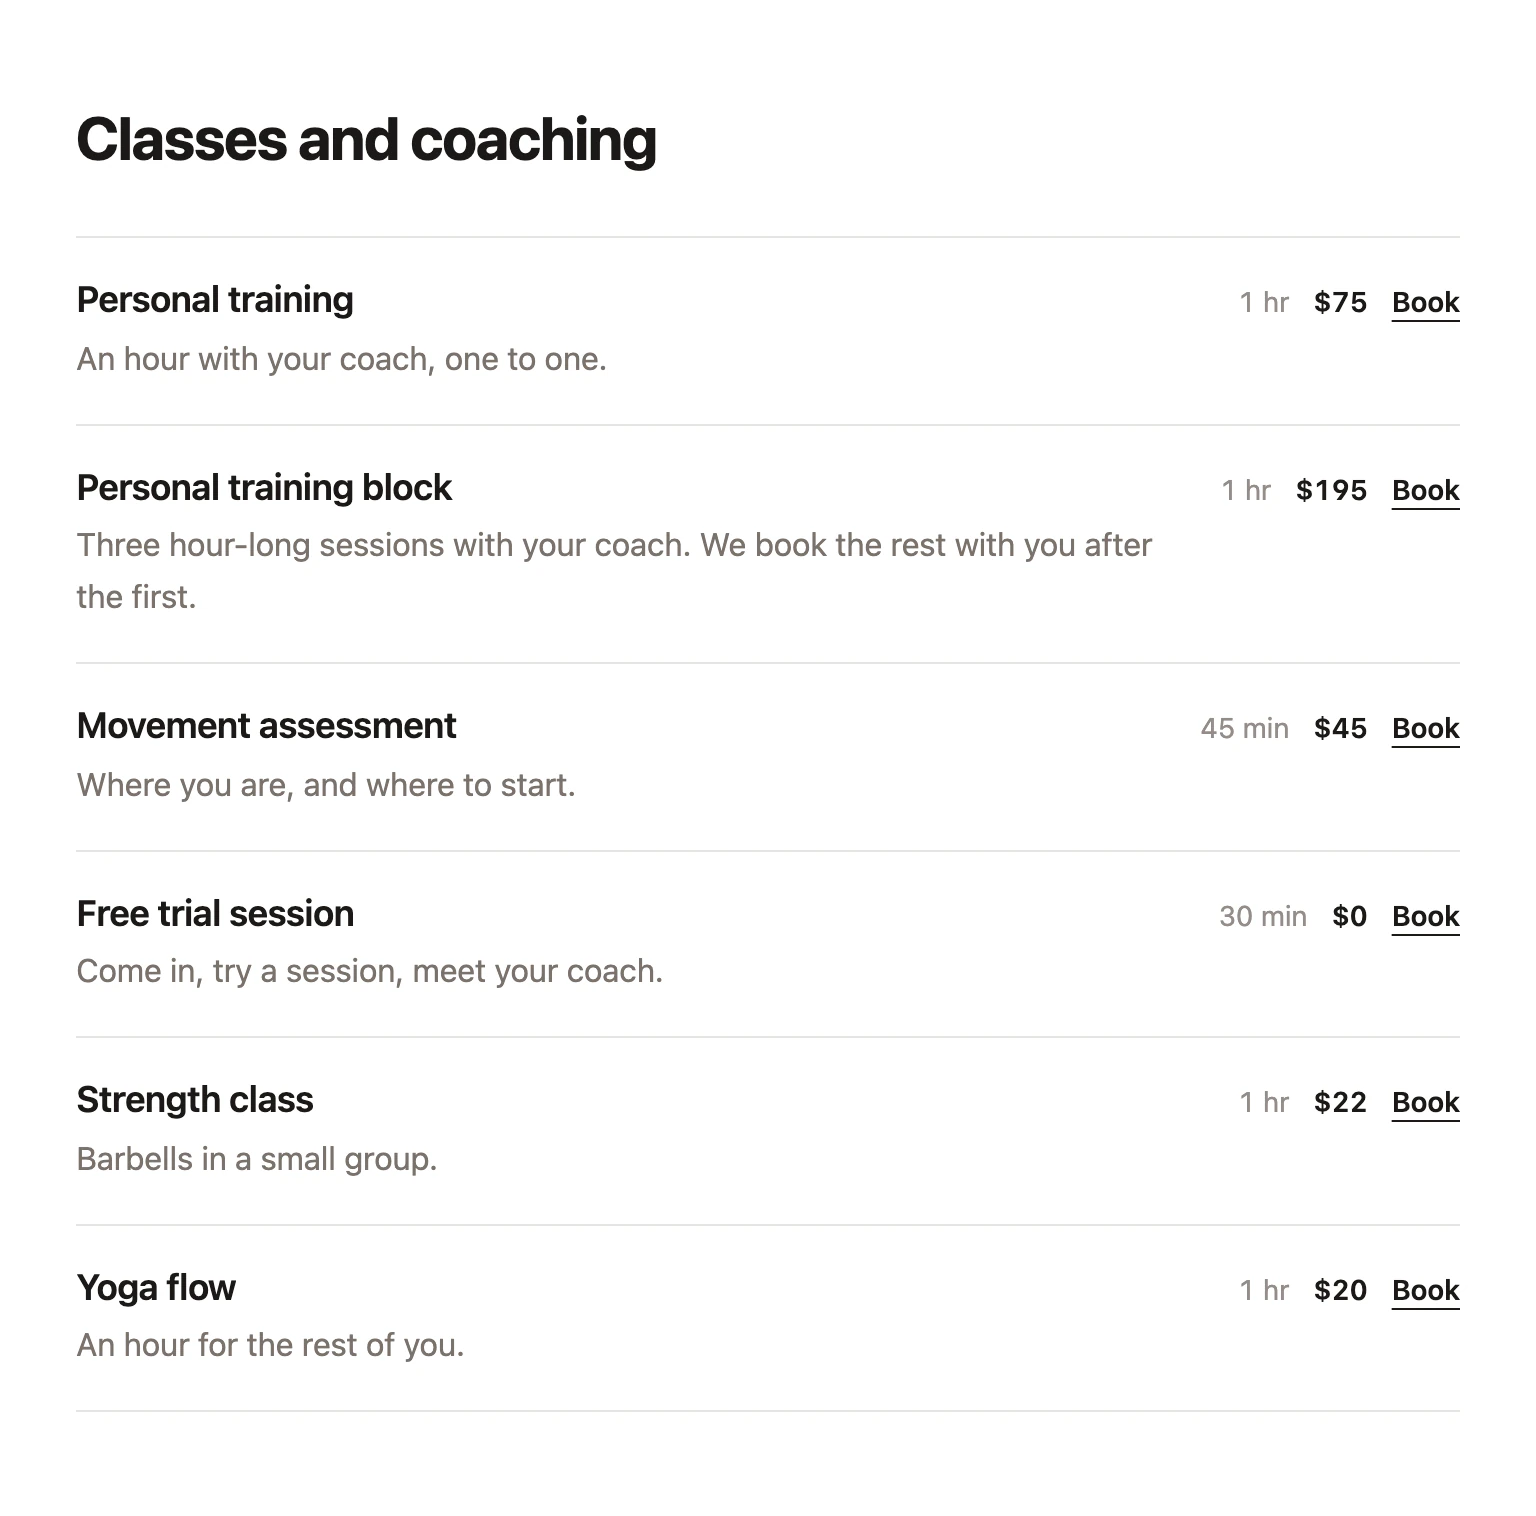 Classes and coaching
Personal training 1 hr $75 Book
An hour with your coach, one to one.
Personal training block 1 hr $195 Book
Three hour-long sessions with your coach. We book the rest with you after
the first.
Movement assessment 45 min $45 Book
Where you are, and where to start.
Free trial session 30 min $0 Book
Come in, try a session, meet your coach.
Strength class 1 hr $22 Book
Barbells in a small group.
Yoga flow 1 hr $20 Book
An hour for the rest of you.